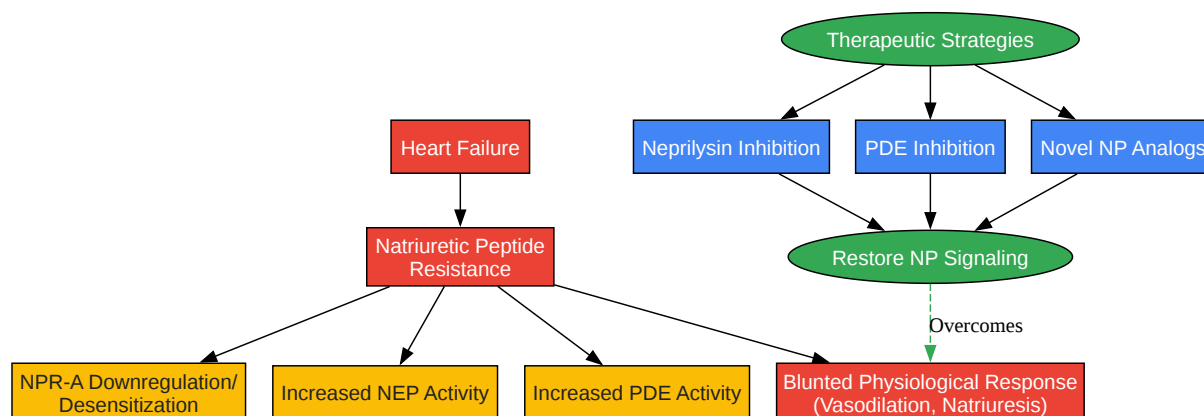 Therapeutic Strategies
Heart Failure
Neprilysin Inhibition
PDE Inhibition
Novel NP Analogs
Natriuretic Peptide
Resistance
Restore NP Signaling
Overcomes
NPR-A Downregulation/
Desensitization
Increased NEP Activity
Increased PDE Activity
Blunted Physiological Response
(Vasodilation, Natriuresis)